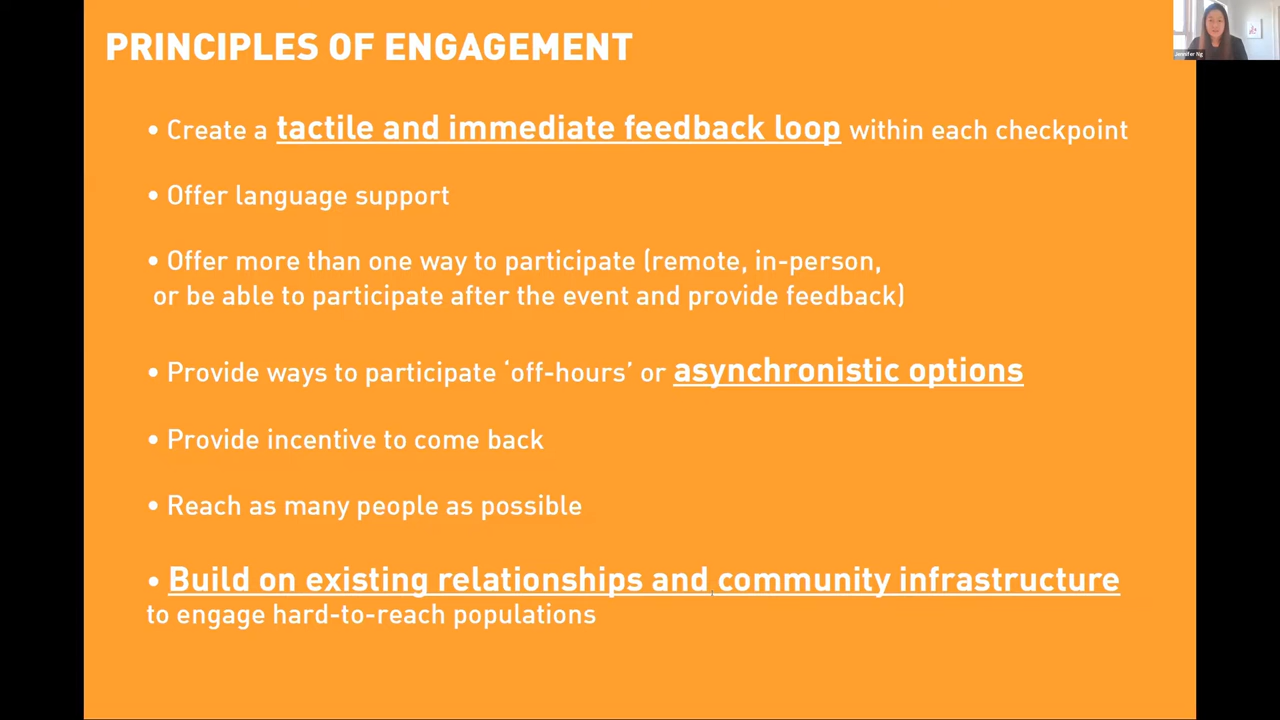 PRINCIPLES OF ENGAGEMENT
Jennifer Ng
• Create a tactile and immediate feedback loop within each checkpoint
• Offer language support
• Offer more than one way to participate (remote, in-person,
or be able to participate after the event and provide feedback)
• Provide ways to participate ‘off-hours’ or asynchronistic options
• Provide incentive to come back
• Reach as many people as possible
• Build on existing relationships and community infrastructure
to engage hard-to-reach populations